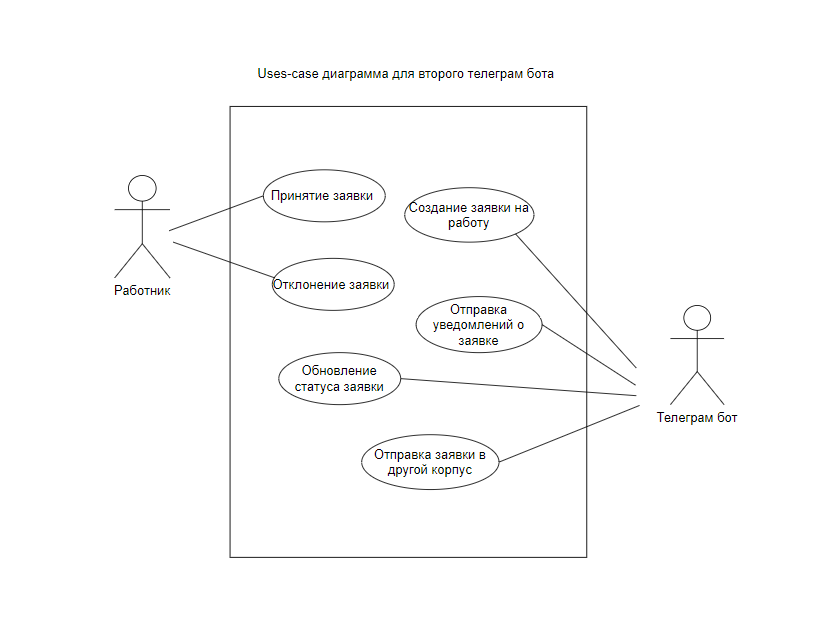 Uses-case диаграмма для второго телеграм бота
Принятие заявки
Создание заявки на
работу
Отклонение заявки
Работник
Отправка
уведомлений о
заявке
Обновление
статуса заявки
Телеграм бот
Отправка заявки в
другой корпус